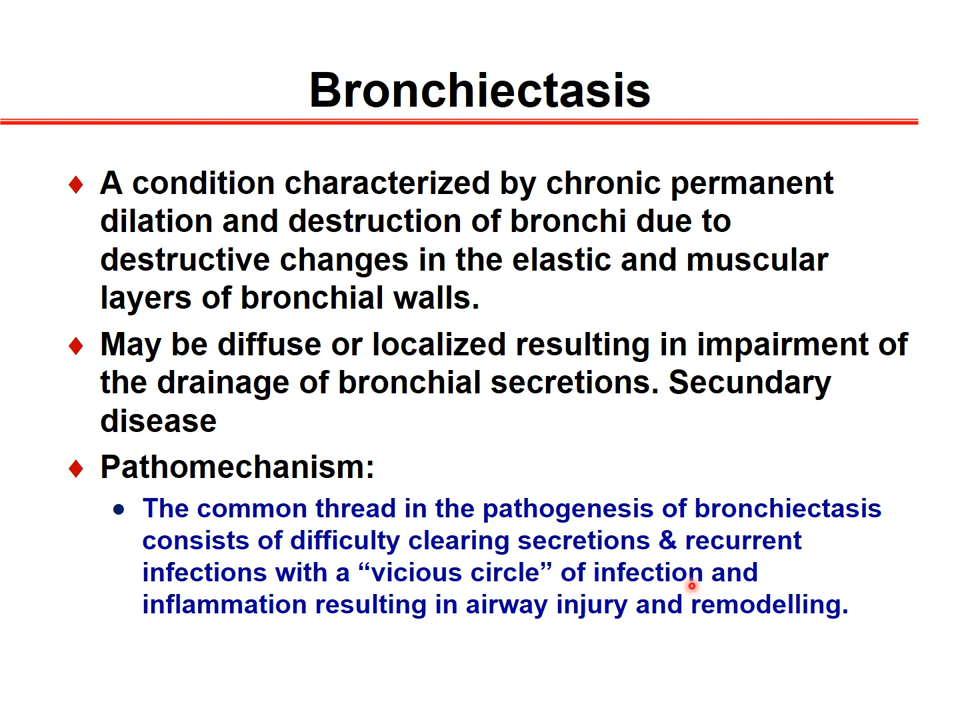 Bronchiectasis
A condition characterized by chronic permanent
dilation and destruction of bronchi due to
destructive changes in the elastic and muscular
layers of bronchial walls.
May be diffuse or localized resulting in impairment of
the drainage of bronchial secretions. Secundary
disease
Pathomechanism:
The common thread in the pathogenesis of bronchiectasis
consists of difficulty clearing secretions & recurrent
infections with a “vicious circle” of infection and
inflammation resulting in airway injury and remodelling.